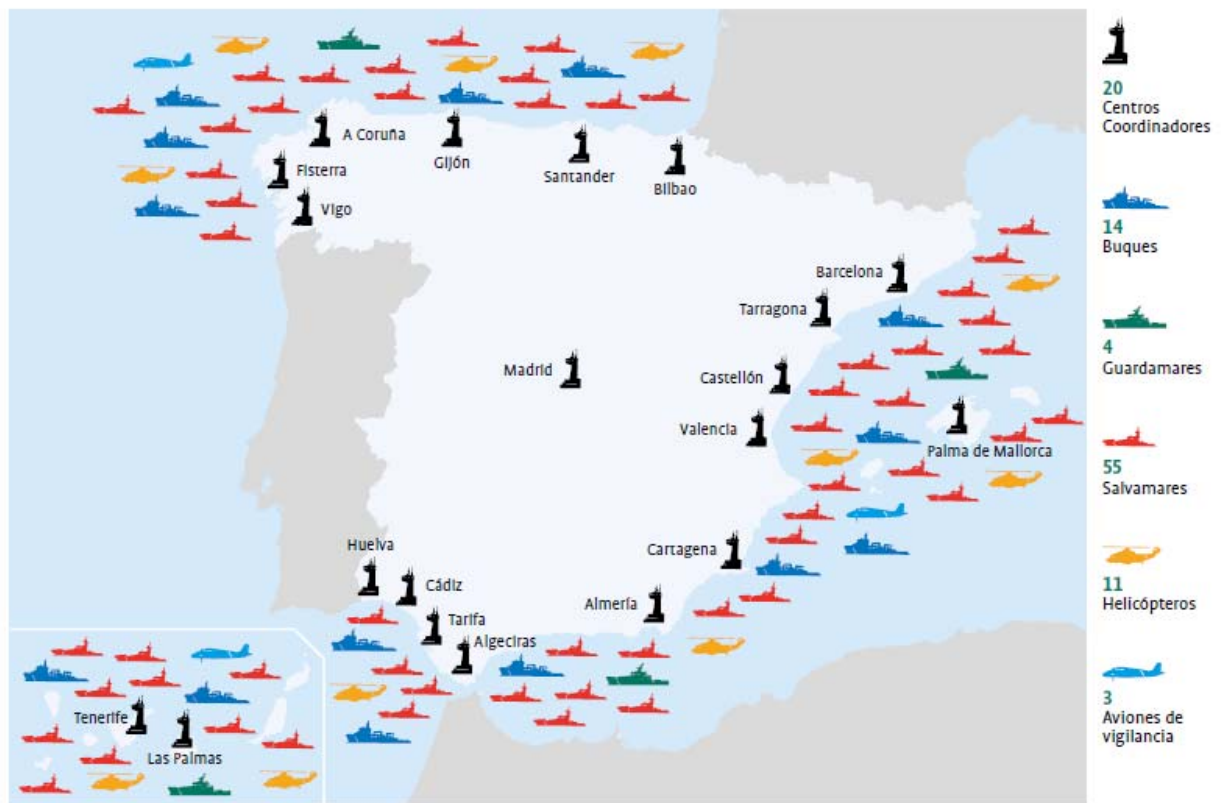 A Coruña
Fisterra
Vigo
Gijón
Santander
Bilbao
Barcelona
Tarragona
Madrid
Castellón
Valencia
Palma de Mallorca
Cartagena
Almería
Huelva
Cádiz
Tarifa
Algeciras
Tenerife
Las Palmas
20
Centros
Coordinadores
14
Buques
4
Guardamares
55
Salvamares
11
Helicópteros
3
Aviones de
vigilancia